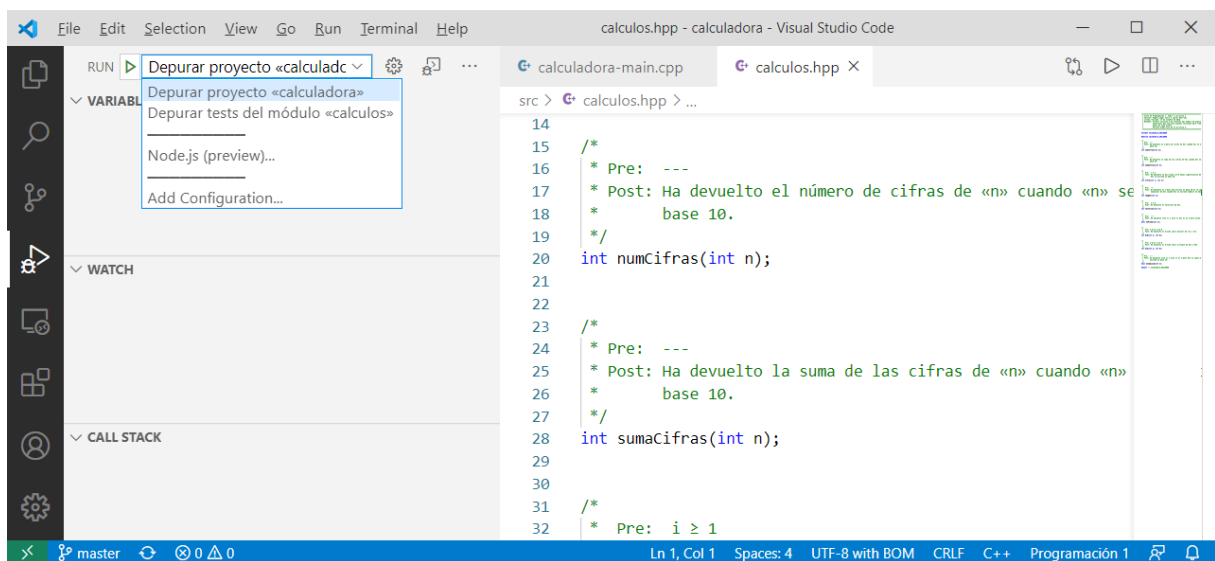 File Edit Selection View Go Run Terminal Help
calculos.hpp - calculadora - Visual Studio Code
RUN Depurar proyecto «calculadc
Depurar proyecto «calculadora»
Depurar tests del módulo «calculos»
Node.js (preview)...
Add Configuration...
VARIABL
WATCH
CALL STACK
calculadora-main.cpp calculos.hpp
src > calculos.hpp > ...
14
15 /*
16 * Pre: ---
17 * Post: Ha devuelto el número de cifras de «n» cuando «n» se
18 * base 10.
19 */
20 int numCifras(int n);
21
22
23 /*
24 * Pre: ---
25 * Post: Ha devuelto la suma de las cifras de «n» cuando «n»
26 * base 10.
27 */
28 int sumaCifras(int n);
29
30
31 /*
32 * Pre: i ≥ 1
master 0 0 Ln 1, Col 1 Spaces: 4 UTF-8 with BOM CRLF C++ Programación 1